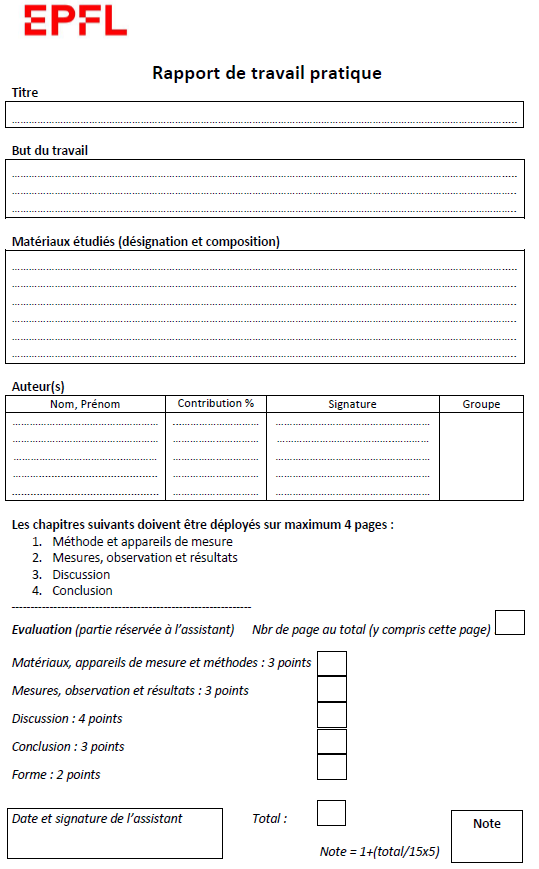 EPFL
Rapport de travail pratique
Titre
But du travail
Matériaux étudiés (désignation et composition)
Auteur(s)
Nom, Prénom Contribution % Signature Groupe
Les chapitres suivants doivent être déployés sur maximum 4 pages :
1. Méthode et appareils de mesure
2. Mesures, observation et résultats
3. Discussion
4. Conclusion
Evaluation (partie réservée à l'assistant) Nbr de page au total (y compris cette page)
Matériaux, appareils de mesure et méthodes : 3 points
Mesures, observation et résultats : 3 points
Discussion : 4 points
Conclusion : 3 points
Forme : 2 points
Date et signature de l'assistant Total : Note
Note = 1+(total/15x5)